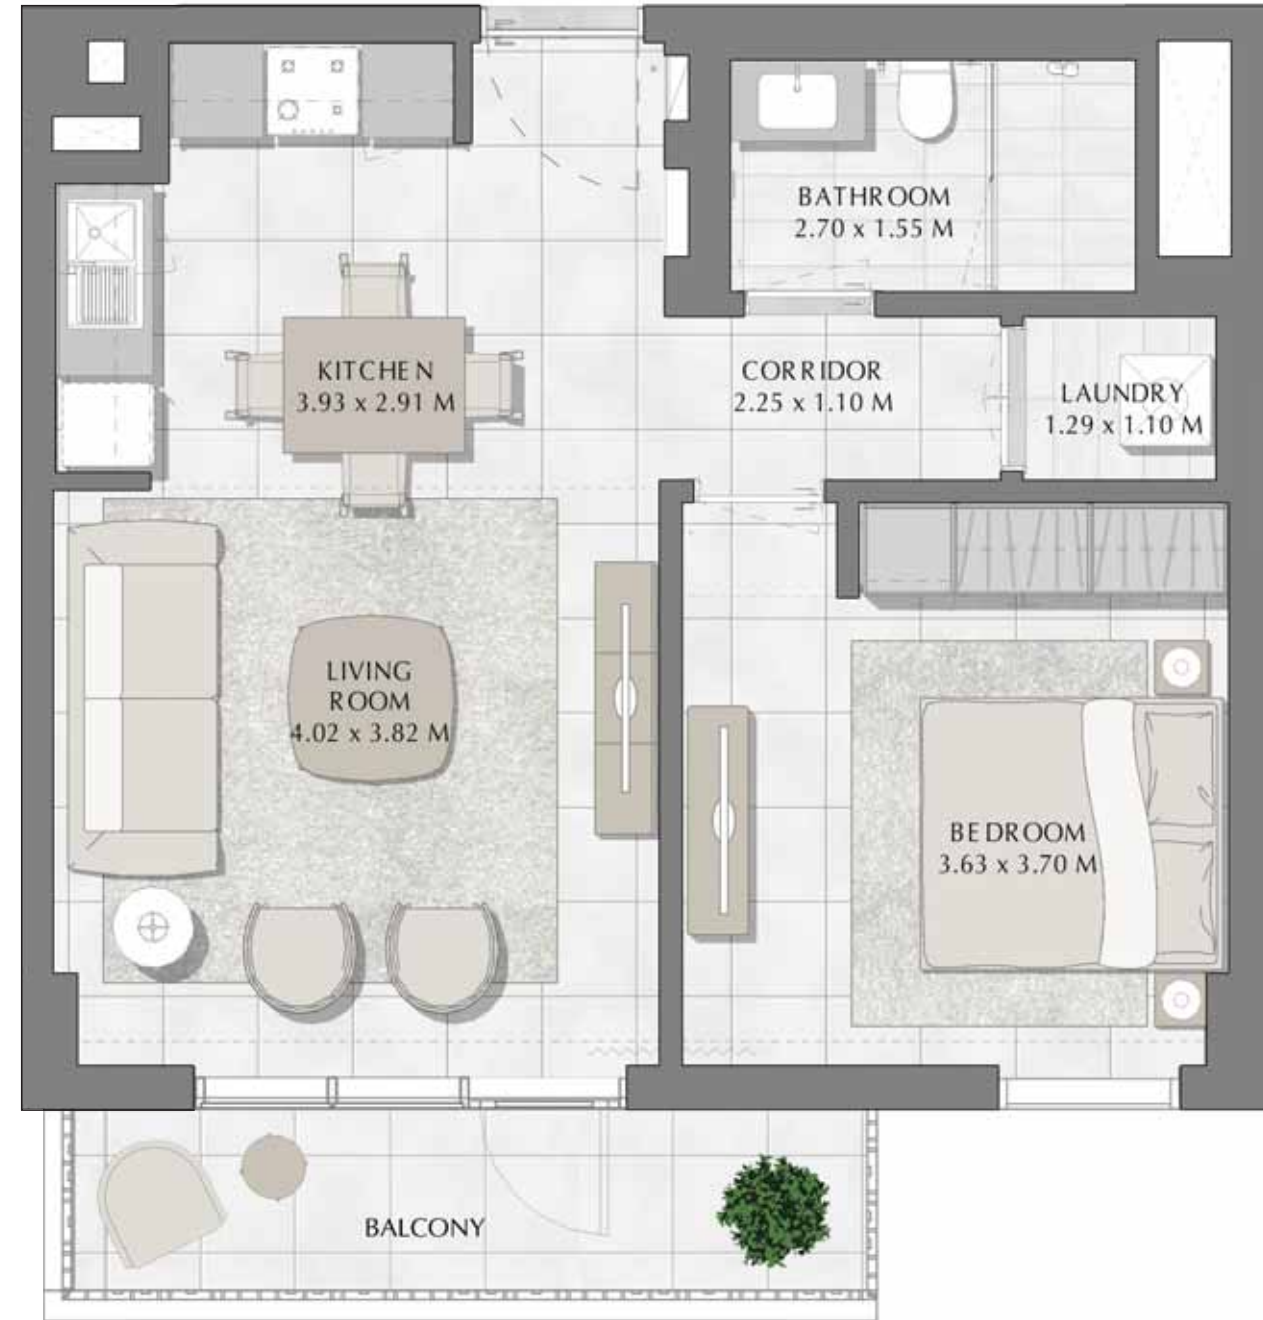 BATHROOM
2.70 x 1.55 M
KITCHEN
3.93 x 2.91 M
CORRIDOR
2.25 x 1.10 M
LAUNDRY
1.29 x 1.10 M
LIVING
ROOM
4.02 x 3.82 M
BEDROOM
3.63 x 3.70 M
BALCONY